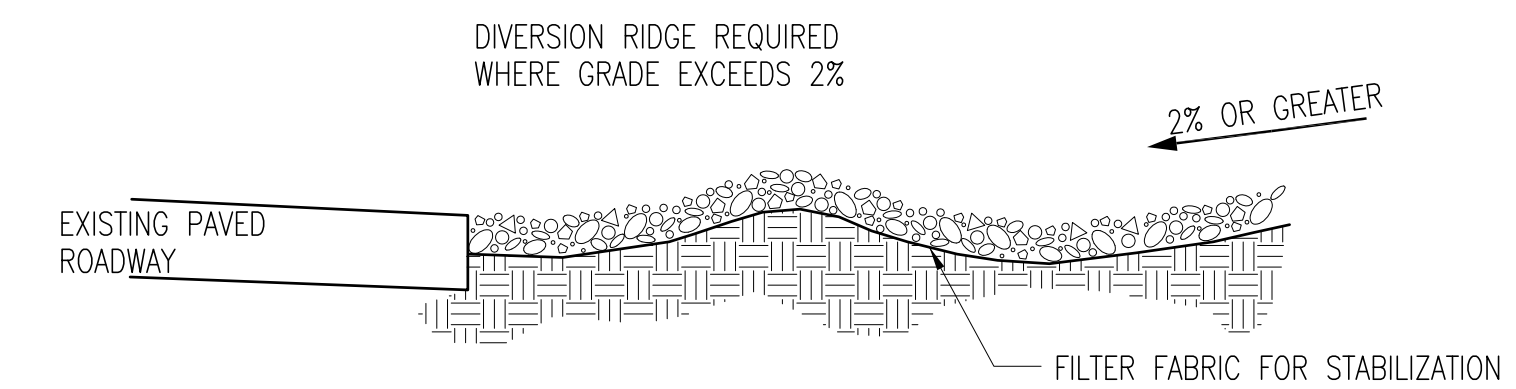 DIVERSION RIDGE REQUIRED
WHERE GRADE EXCEEDS 2%
2% OR GREATER
EXISTING PAVED
ROADWAY
FILTER FABRIC FOR STABILIZATION